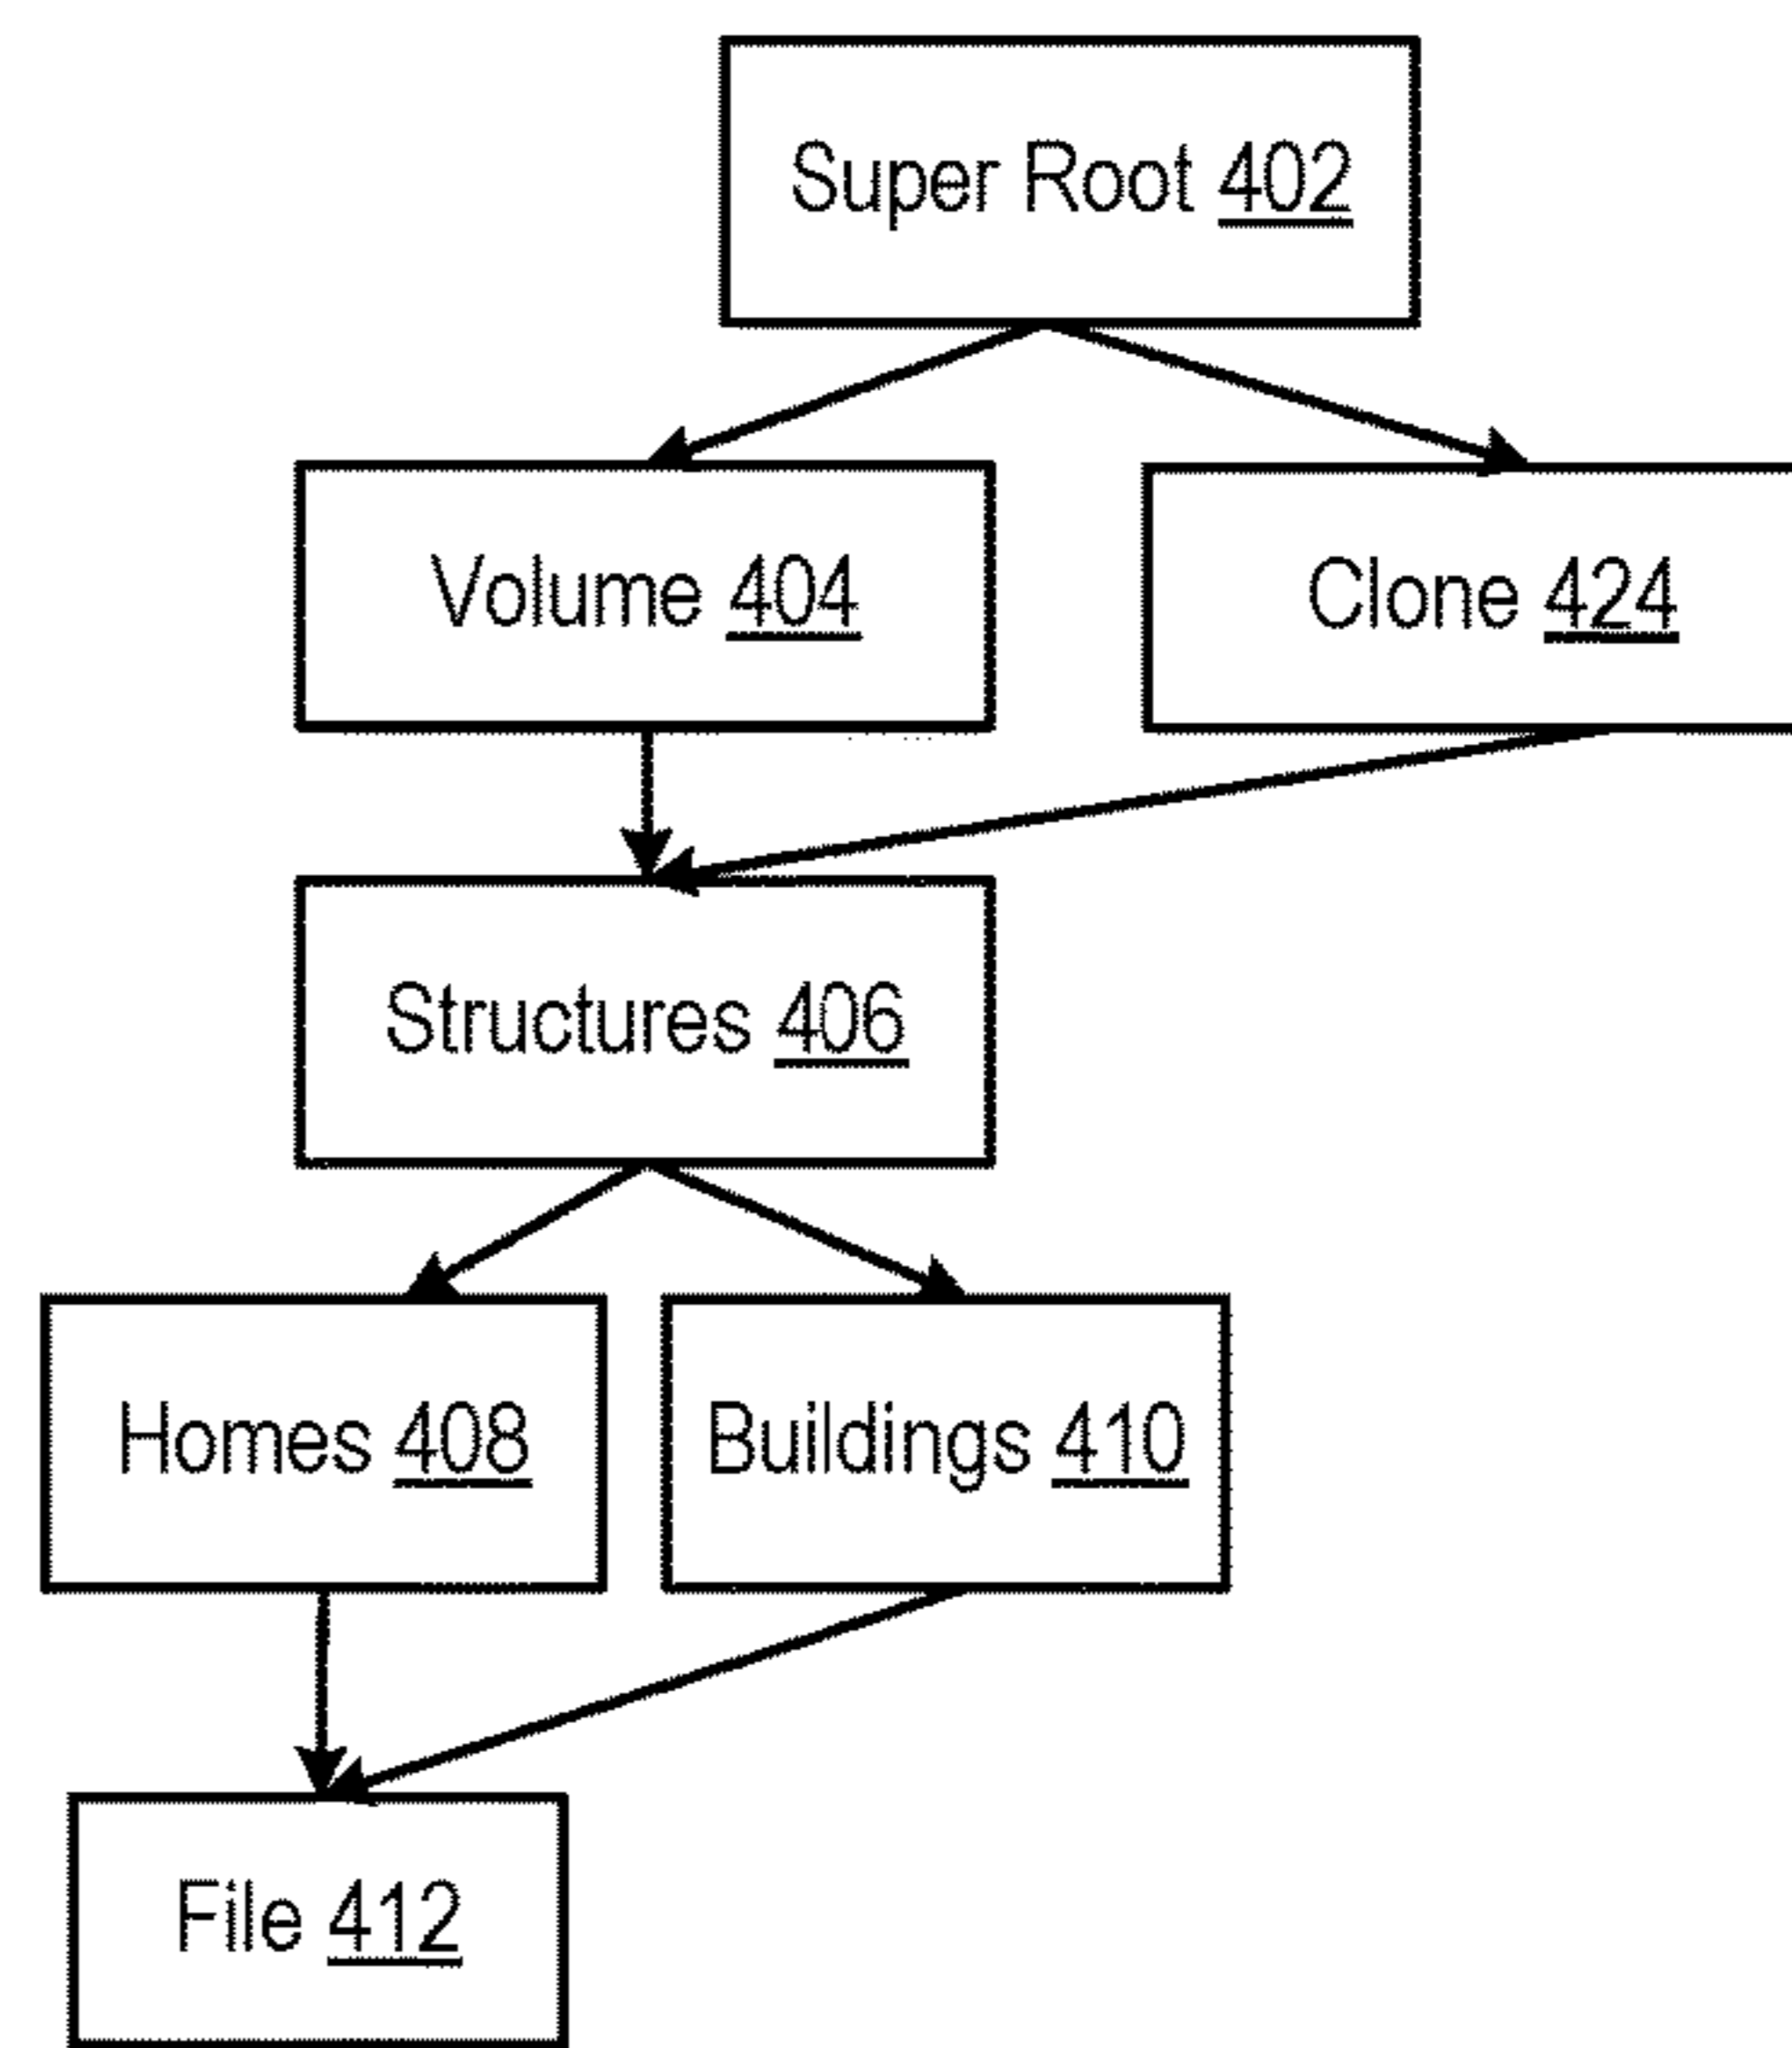 Super Root 402
Volume 404
Clone 424
Structures 406
Homes 408
Buildings 410
File 412